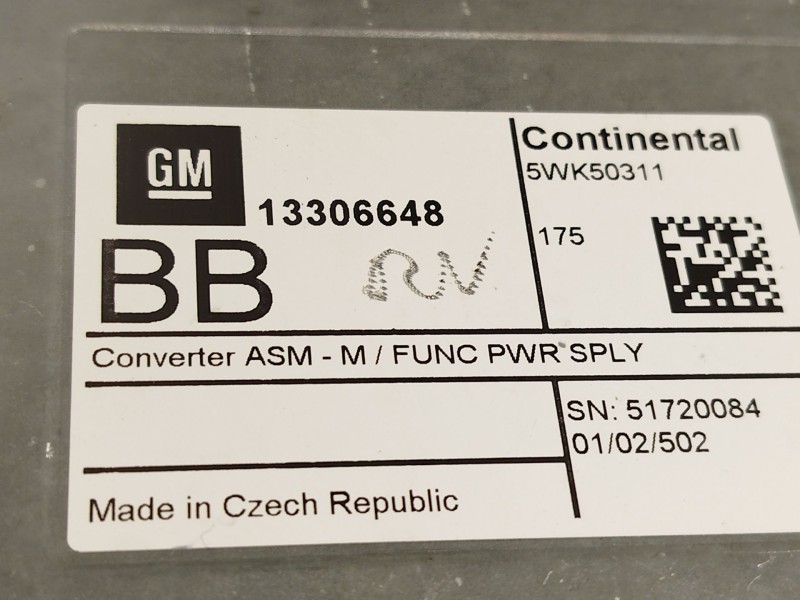 GM
13306648
BB
RN
Continental
5WK50311
175
Converter ASM - M / FUNC PWR SPLY
SN: 51720084
01/02/502
Made in Czech Republic